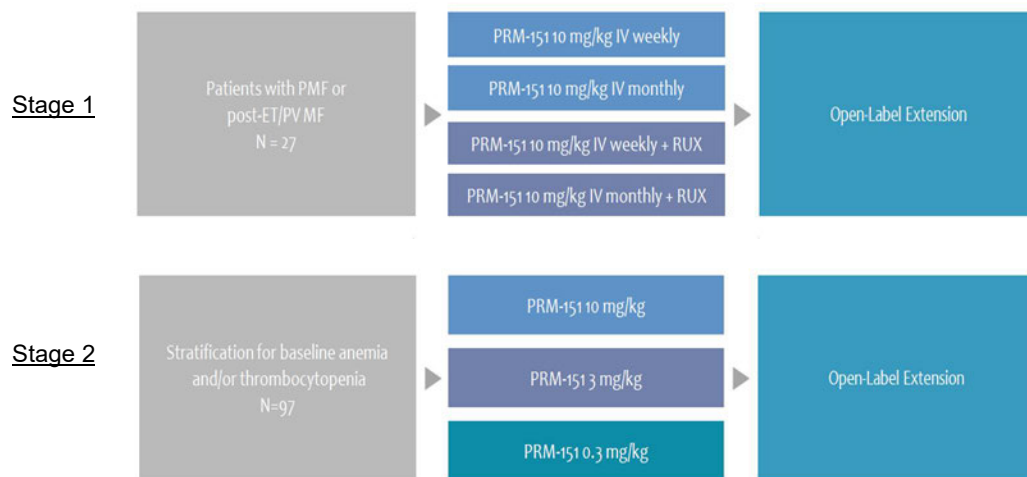 Stage 1
Patients with PMF or
post-ET/PV MF
N = 27
PRM-151 10 mg/kg IV weekly
PRM-151 10 mg/kg IV monthly
PRM-151 10 mg/kg IV weekly + RUX
PRM-151 10 mg/kg IV monthly + RUX
Open-Label Extension
Stage 2
Stratification for baseline anemia
and/or thrombocytopenia
N=97
PRM-151 10 mg/kg
PRM-151 3 mg/kg
PRM-151 0.3 mg/kg
Open-Label Extension